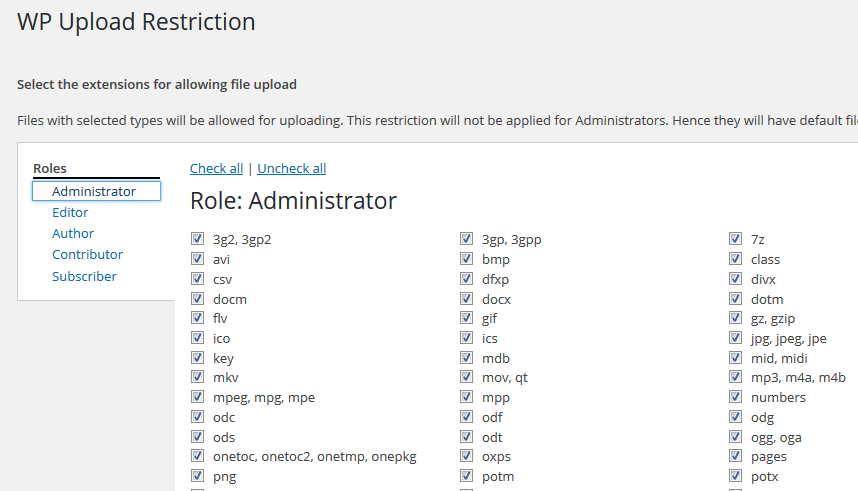 WP Upload Restriction
Select the extensions for allowing file upload
Files with selected types will be allowed for uploading. This restriction will not be applied for Administrators. Hence they will have default fil
Roles
Administrator
Editor
Author
Contributor
Subscriber
Check all | Uncheck all
Role: Administrator
3g2, 3gp2 3gp, 3gpp 7z
avi bmp class
csv dfxp divx
docm docx dotm
flv gif gz, gzip
ico ics jpg, jpeg, jpe
key mdb mid, midi
mkv mov, qt mp3, m4a, m4b
mpeg, mpg, mpe mpp numbers
odc odf odg
ods odt ogg, oga
onetoc, onetoc2, onetmp, onepkg oxps pages
png potm potx